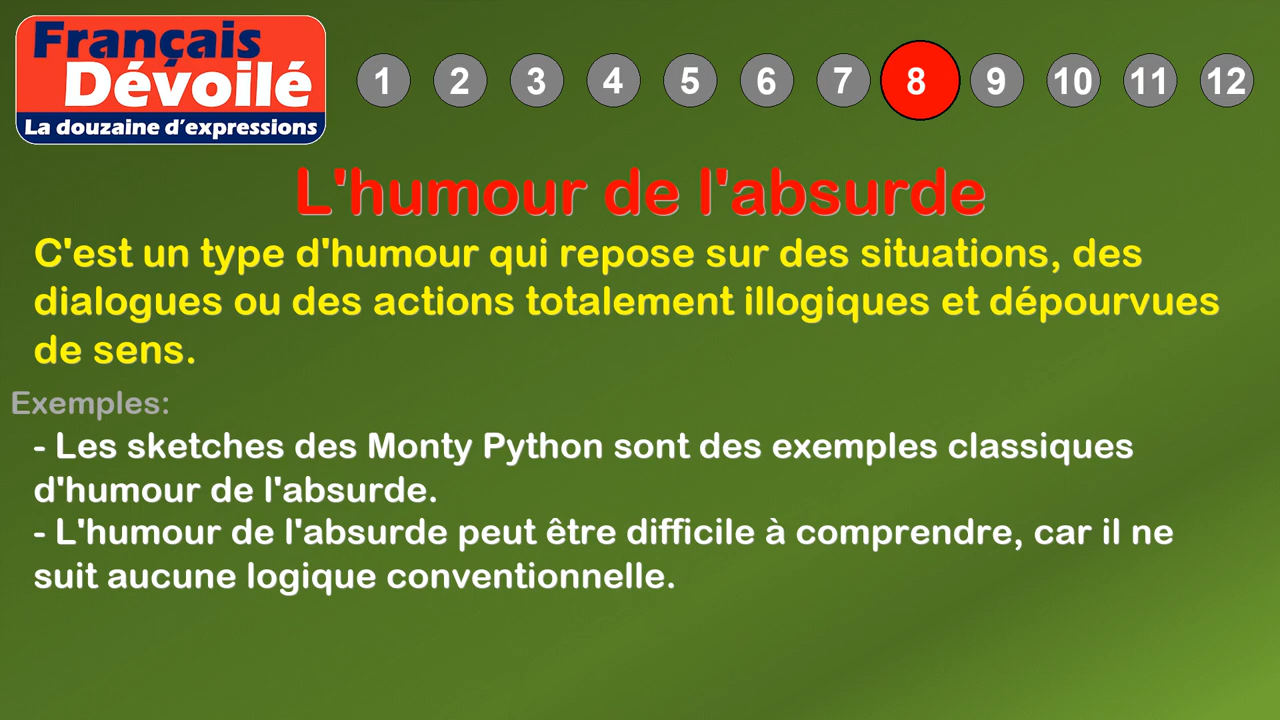 Français
Dévoilé
La douzaine d'expressions
1 2 3 4 5 6 7 8 9 10 11 12
L'humour de l'absurde
C'est un type d'humour qui repose sur des situations, des
dialogues ou des actions totalement illogiques et dépourvues
de sens.
Exemples:
- Les sketches des Monty Python sont des exemples classiques
d'humour de l'absurde.
- L'humour de l'absurde peut être difficile à comprendre, car il ne
suit aucune logique conventionnelle.